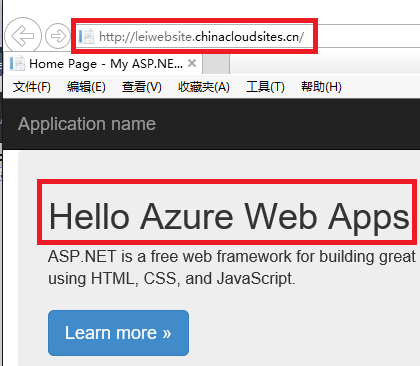 http://leiwebsite.chinacloudsites.cn/
Home Page - My ASP.NE...
文件(F) 编辑(E) 查看(V) 收藏夹(A) 工具(T) 帮助(H)
Application name
Hello Azure Web Apps
ASP.NET is a free web framework for building great
using HTML, CSS, and JavaScript.
Learn more »